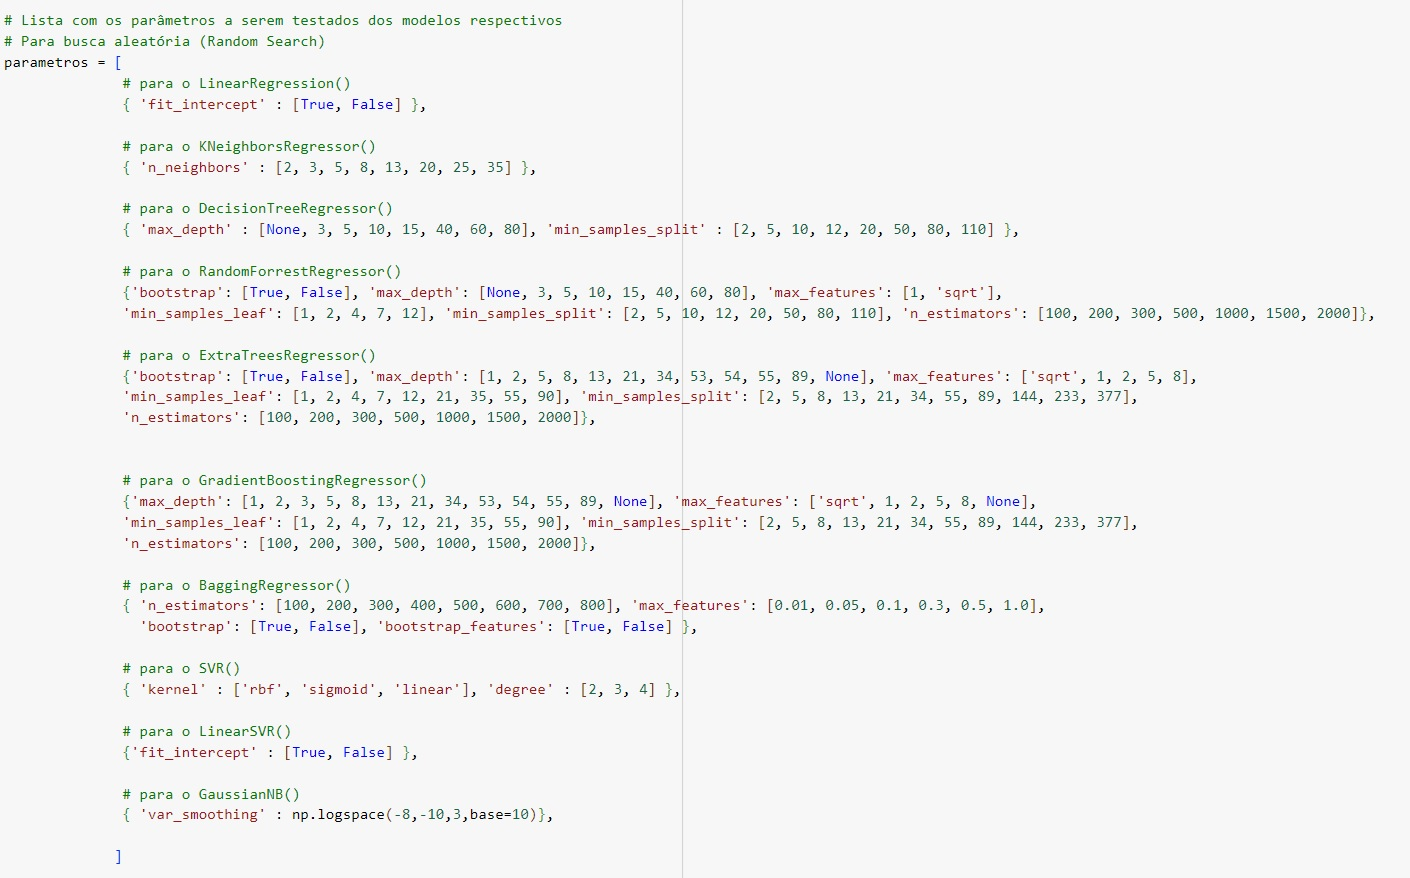 # Lista com os parâmetros a serem testados dos modelos respectivos
# Para busca aleatória (Random Search)
parametros = [
# para o LinearRegression()
{ 'fit_intercept' : [True, False] },
# para o KNeighborsRegressor()
{ 'n_neighbors' : [2, 3, 5, 8, 13, 20, 25, 35] },
# para o DecisionTreeRegressor()
{ 'max_depth' : [None, 3, 5, 10, 15, 40, 60, 80], 'min_samples_split' : [2, 5, 10, 12, 20, 50, 80, 110] },
# para o RandomForrestRegressor()
{'bootstrap': [True, False], 'max_depth': [None, 3, 5, 10, 15, 40, 60, 80], 'max_features': [1, 'sqrt'],
'min_samples_leaf': [1, 2, 4, 7, 12], 'min_samples_split': [2, 5, 10, 12, 20, 50, 80, 110], 'n_estimators': [100, 200, 300, 500, 1000, 1500, 2000]},
# para o ExtraTreesRegressor()
{'bootstrap': [True, False], 'max_depth': [1, 2, 5, 8, 13, 21, 34, 53, 54, 55, 89, None], 'max_features': ['sqrt', 1, 2, 5, 8],
'min_samples_leaf': [1, 2, 4, 7, 12, 21, 35, 55, 90], 'min_samples_split': [2, 5, 8, 13, 21, 34, 55, 89, 144, 233, 377],
'n_estimators': [100, 200, 300, 500, 1000, 1500, 2000]},
# para o GradientBoostingRegressor()
{'max_depth': [1, 2, 3, 5, 8, 13, 21, 34, 53, 54, 55, 89, None], 'max_features': ['sqrt', 1, 2, 5, 8, None],
'min_samples_leaf': [1, 2, 4, 7, 12, 21, 35, 55, 90], 'min_samples_split': [2, 5, 8, 13, 21, 34, 55, 89, 144, 233, 377],
'n_estimators': [100, 200, 300, 500, 1000, 1500, 2000]},
# para o BaggingRegressor()
{ 'n_estimators': [100, 200, 300, 400, 500, 600, 700, 800], 'max_features': [0.01, 0.05, 0.1, 0.3, 0.5, 1.0],
'bootstrap': [True, False], 'bootstrap_features': [True, False] },
# para o SVR()
{ 'kernel' : ['rbf', 'sigmoid', 'linear'], 'degree' : [2, 3, 4] },
# para o LinearSVR()
{'fit_intercept' : [True, False] },
# para o GaussianNB()
{ 'var_smoothing' : np.logspace(-8,-10,3,base=10)},
]